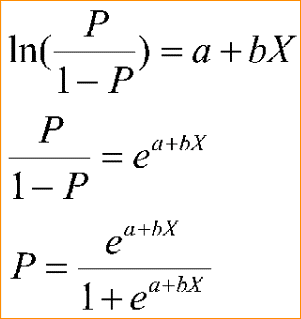 ln(P/(1 − P)) = a + bX
P/(1 − P) = e^(a+bX)
P = e^(a+bX)/(1 + e^(a+bX))